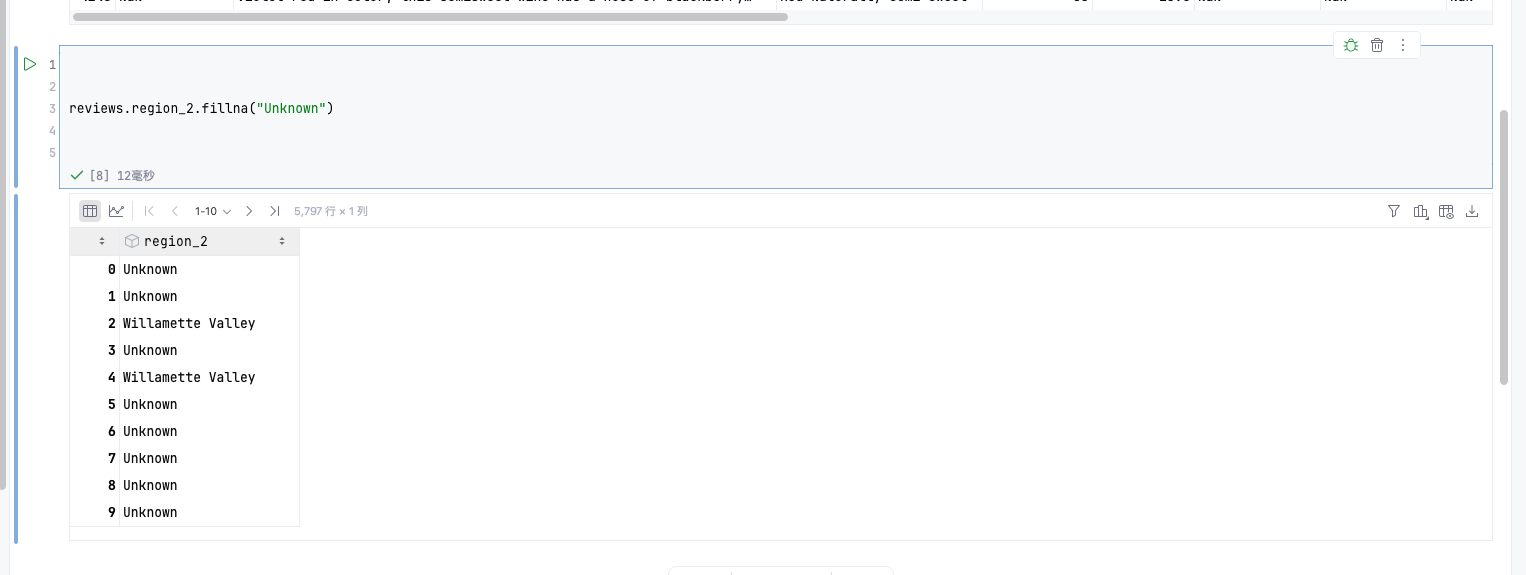 1
2
3 reviews.region_2.fillna("Unknown")
4
5
[8] 12毫秒
1-10 5,797 行 × 1 列
region_2
0 Unknown
1 Unknown
2 Willamette Valley
3 Unknown
4 Willamette Valley
5 Unknown
6 Unknown
7 Unknown
8 Unknown
9 Unknown